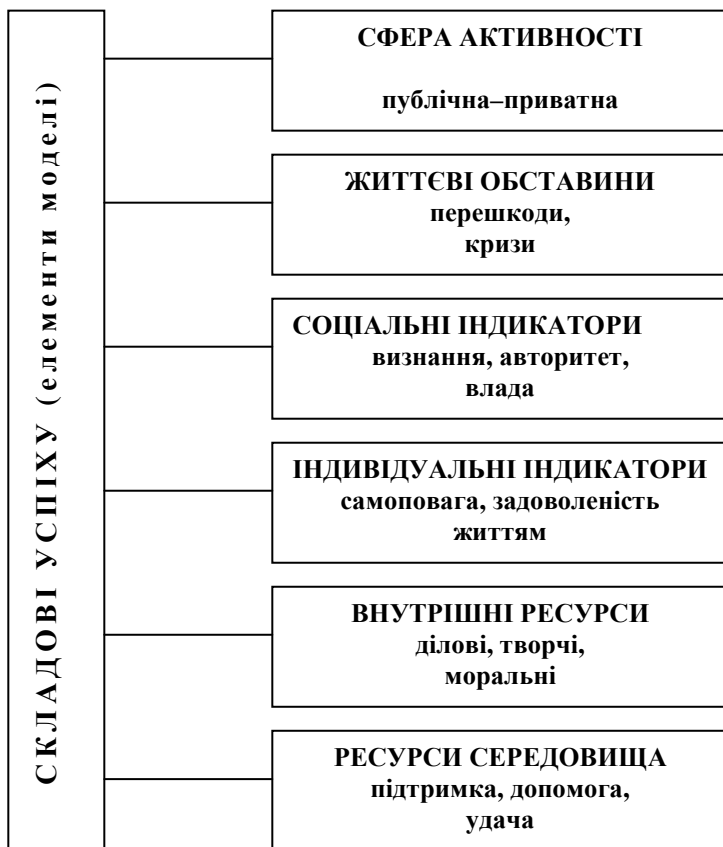 СКЛАДОВІ УСПІХУ (елементи моделі)
СФЕРА АКТИВНОСТІ
публічна–приватна
ЖИТТЄВІ ОБСТАВИНИ
перешкоди,
кризи
СОЦІАЛЬНІ ІНДИКАТОРИ
визнання, авторитет,
влада
ІНДИВІДУАЛЬНІ ІНДИКАТОРИ
самоповага, задоволеність
життям
ВНУТРІШНІ РЕСУРСИ
ділові, творчі,
моральні
РЕСУРСИ СЕРЕДОВИЩА
підтримка, допомога,
удача